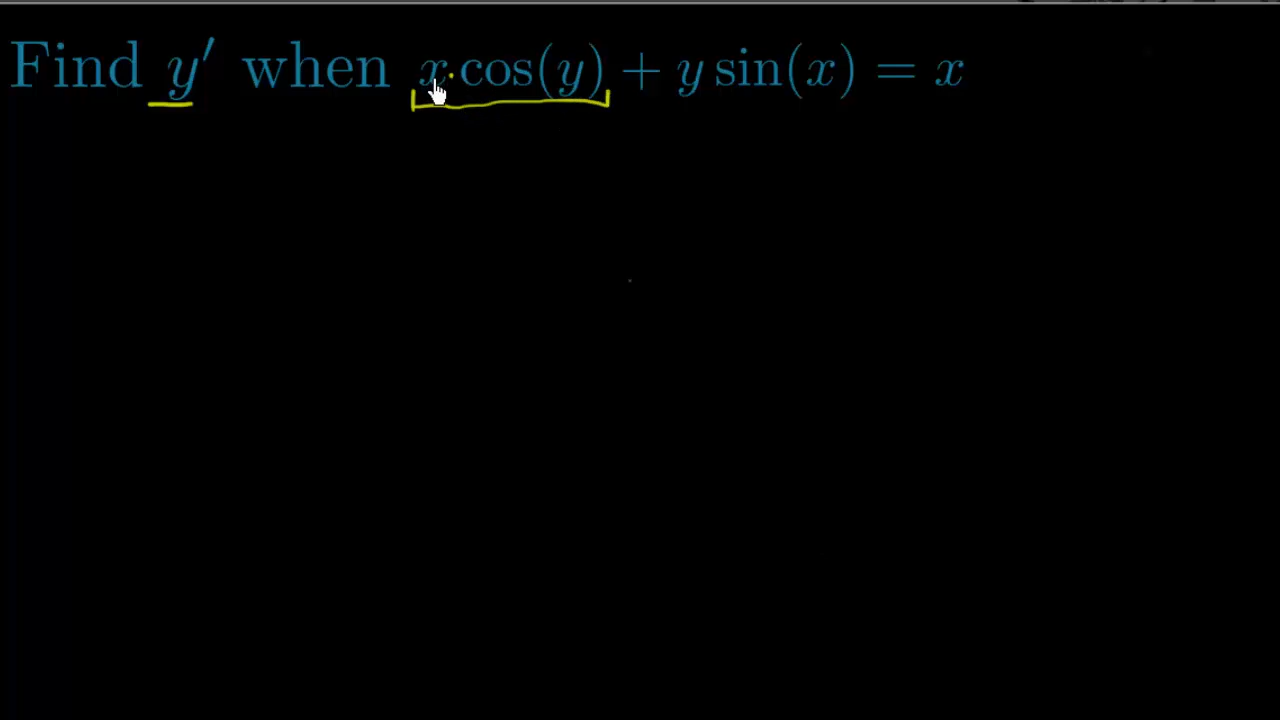 Find y′ when x·cos(y) + y sin(x) = x